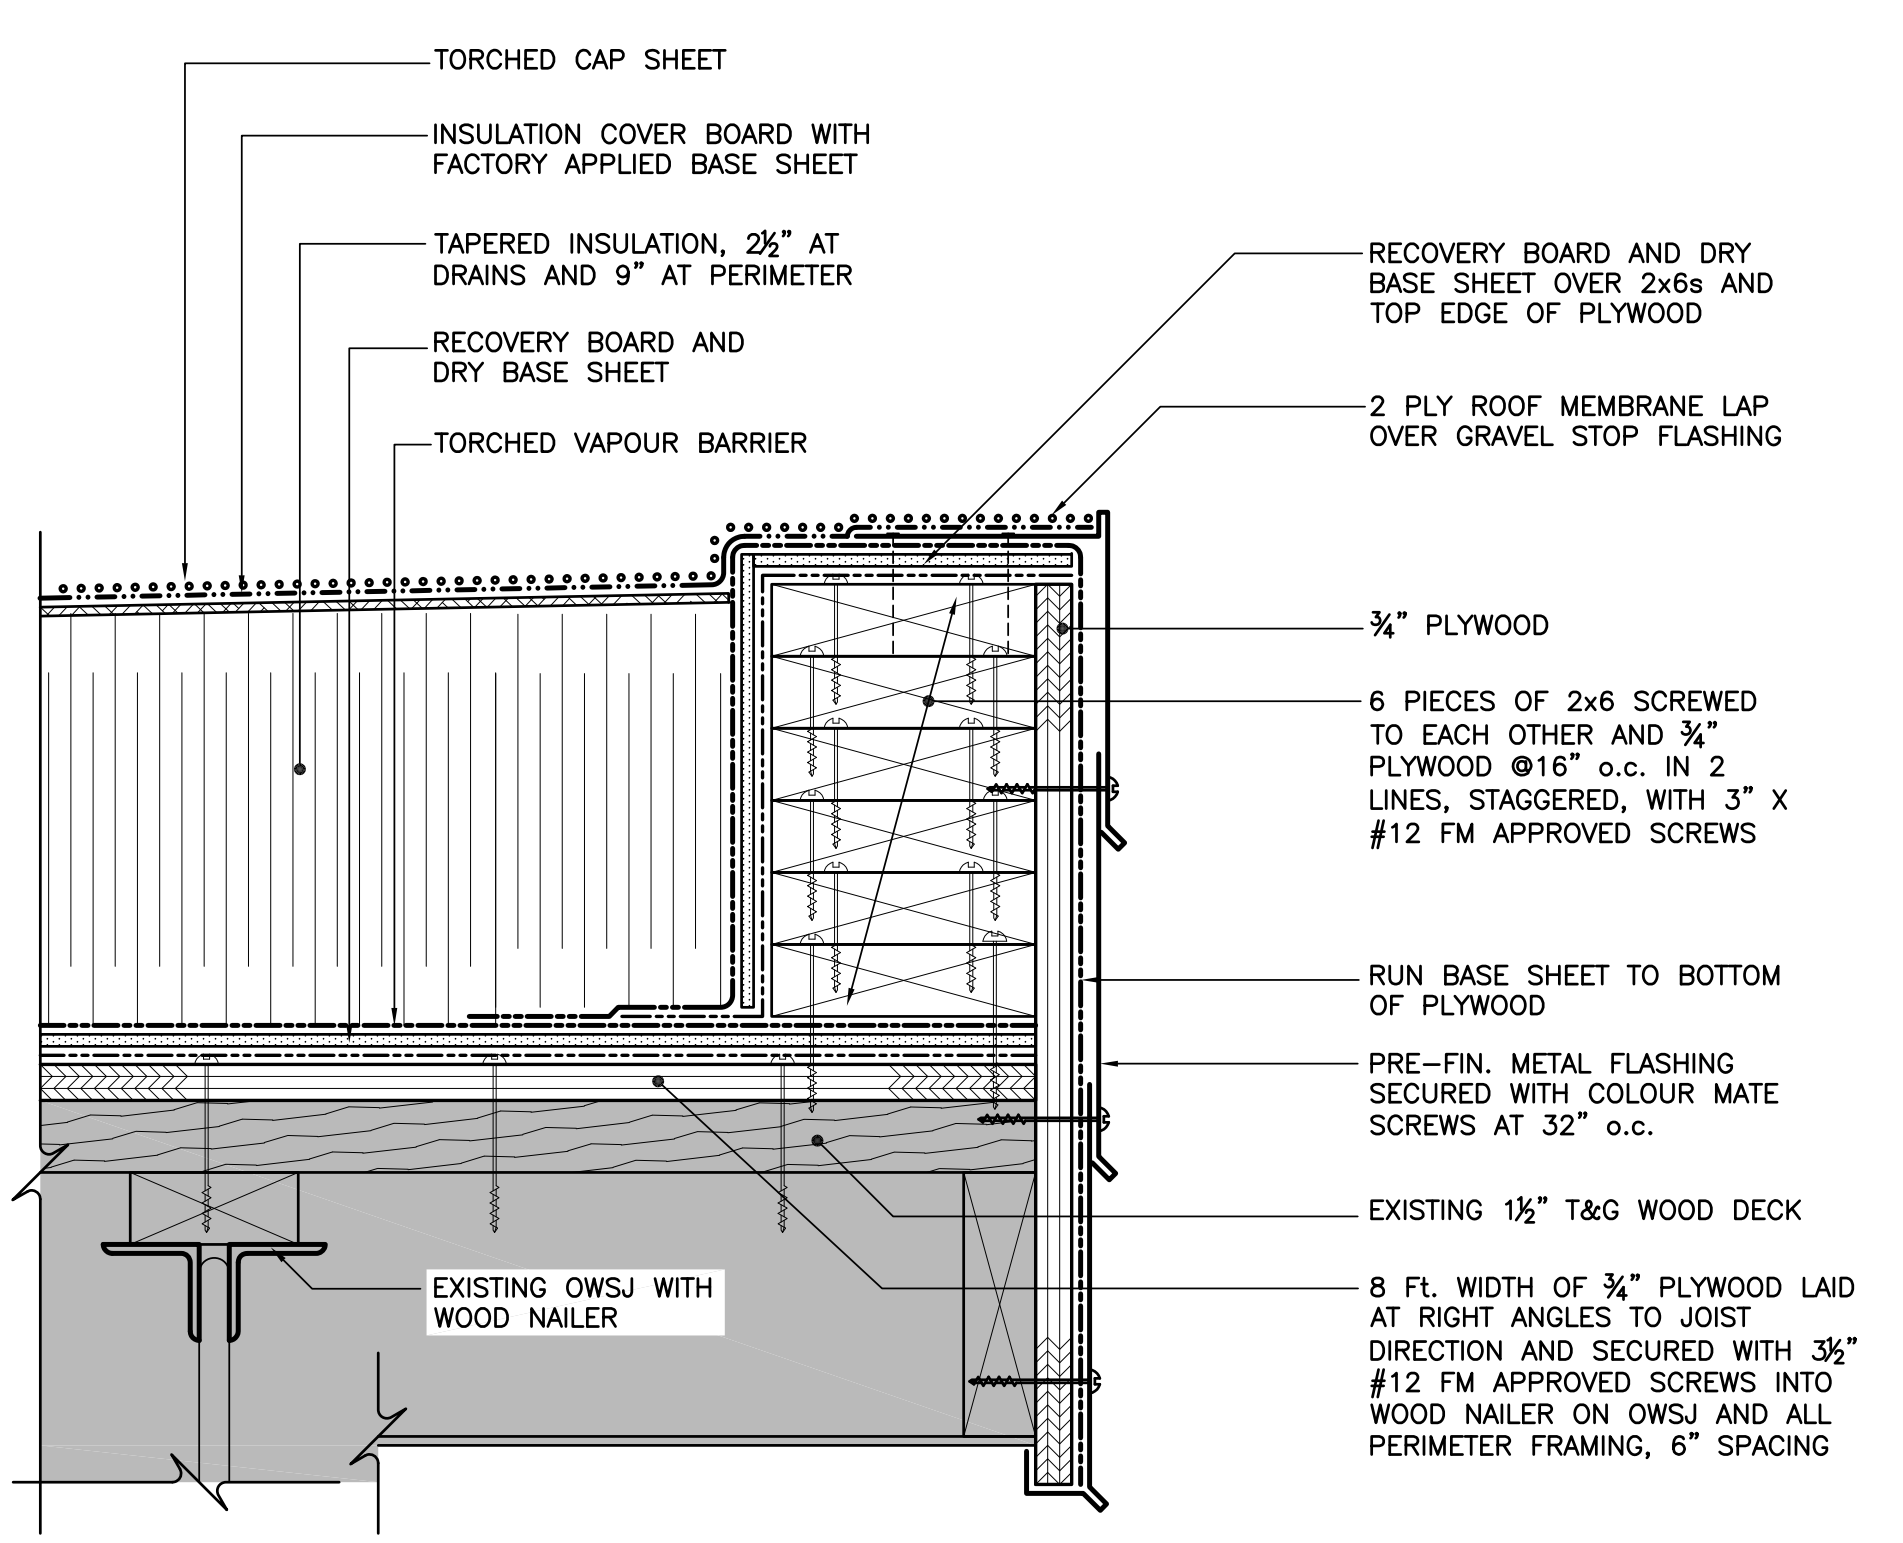 TORCHED CAP SHEET
INSULATION COVER BOARD WITH
FACTORY APPLIED BASE SHEET
TAPERED INSULATION, 2½” AT
DRAINS AND 9” AT PERIMETER
RECOVERY BOARD AND
DRY BASE SHEET
TORCHED VAPOUR BARRIER
RECOVERY BOARD AND DRY
BASE SHEET OVER 2x6s AND
TOP EDGE OF PLYWOOD
2 PLY ROOF MEMBRANE LAP
OVER GRAVEL STOP FLASHING
¾” PLYWOOD
6 PIECES OF 2x6 SCREWED
TO EACH OTHER AND ¾”
PLYWOOD @16” o.c. IN 2
LINES, STAGGERED, WITH 3” X
#12 FM APPROVED SCREWS
RUN BASE SHEET TO BOTTOM
OF PLYWOOD
PRE–FIN. METAL FLASHING
SECURED WITH COLOUR MATE
SCREWS AT 32” o.c.
EXISTING 1½” T&G WOOD DECK
8 Ft. WIDTH OF ¾” PLYWOOD LAID
AT RIGHT ANGLES TO JOIST
DIRECTION AND SECURED WITH 3½”
#12 FM APPROVED SCREWS INTO
WOOD NAILER ON OWSJ AND ALL
PERIMETER FRAMING, 6” SPACING
EXISTING OWSJ WITH
WOOD NAILER